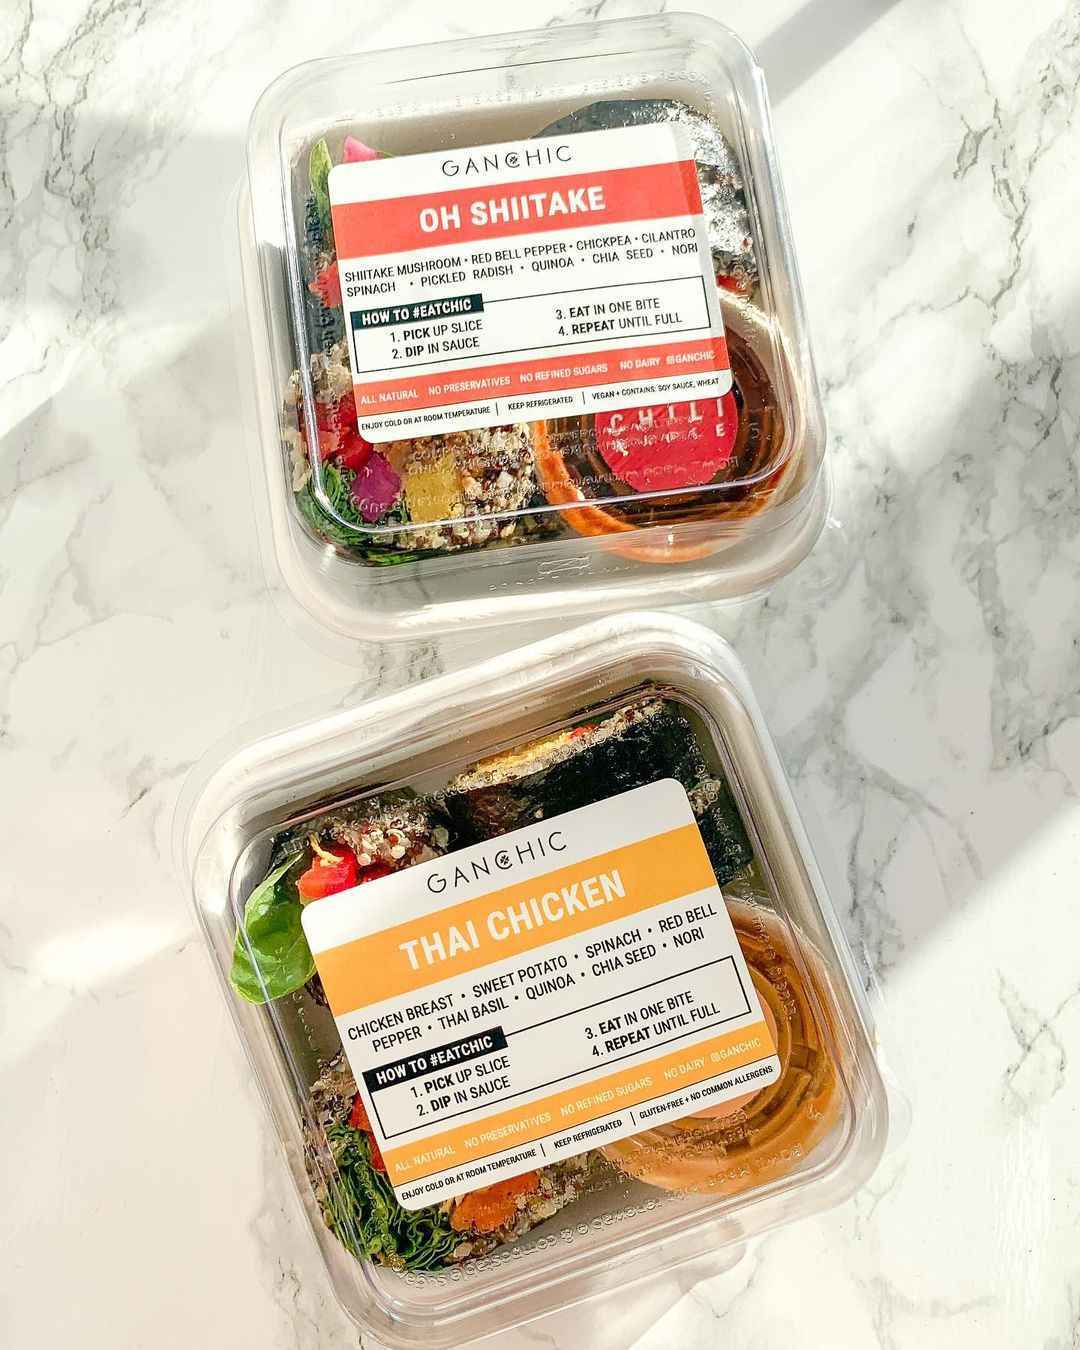 GANCHIC
OH SHIITAKE
SHIITAKE MUSHROOM • RED BELL PEPPER • CHICKPEA • CILANTRO
SPINACH • PICKLED RADISH • QUINOA • CHIA SEED • NORI
HOW TO #EATCHIC
1. PICK UP SLICE
2. DIP IN SAUCE
3. EAT IN ONE BITE
4. REPEAT UNTIL FULL
ALL NATURAL NO PRESERVATIVES NO REFINED SUGARS NO DAIRY @GANCHIC
ENJOY COLD OR AT ROOM TEMPERATURE | KEEP REFRIGERATED | VEGAN + CONTAINS: SOY SAUCE, WHEAT
CHILI
GANCHIC
THAI CHICKEN
CHICKEN BREAST • SWEET POTATO • SPINACH • RED BELL
PEPPER • THAI BASIL • QUINOA • CHIA SEED • NORI
HOW TO #EATCHIC
1. PICK UP SLICE
2. DIP IN SAUCE
3. EAT IN ONE BITE
4. REPEAT UNTIL FULL
ALL NATURAL NO PRESERVATIVES NO REFINED SUGARS NO DAIRY @GANCHIC
ENJOY COLD OR AT ROOM TEMPERATURE | KEEP REFRIGERATED | GLUTEN-FREE + NO COMMON ALLERGENS